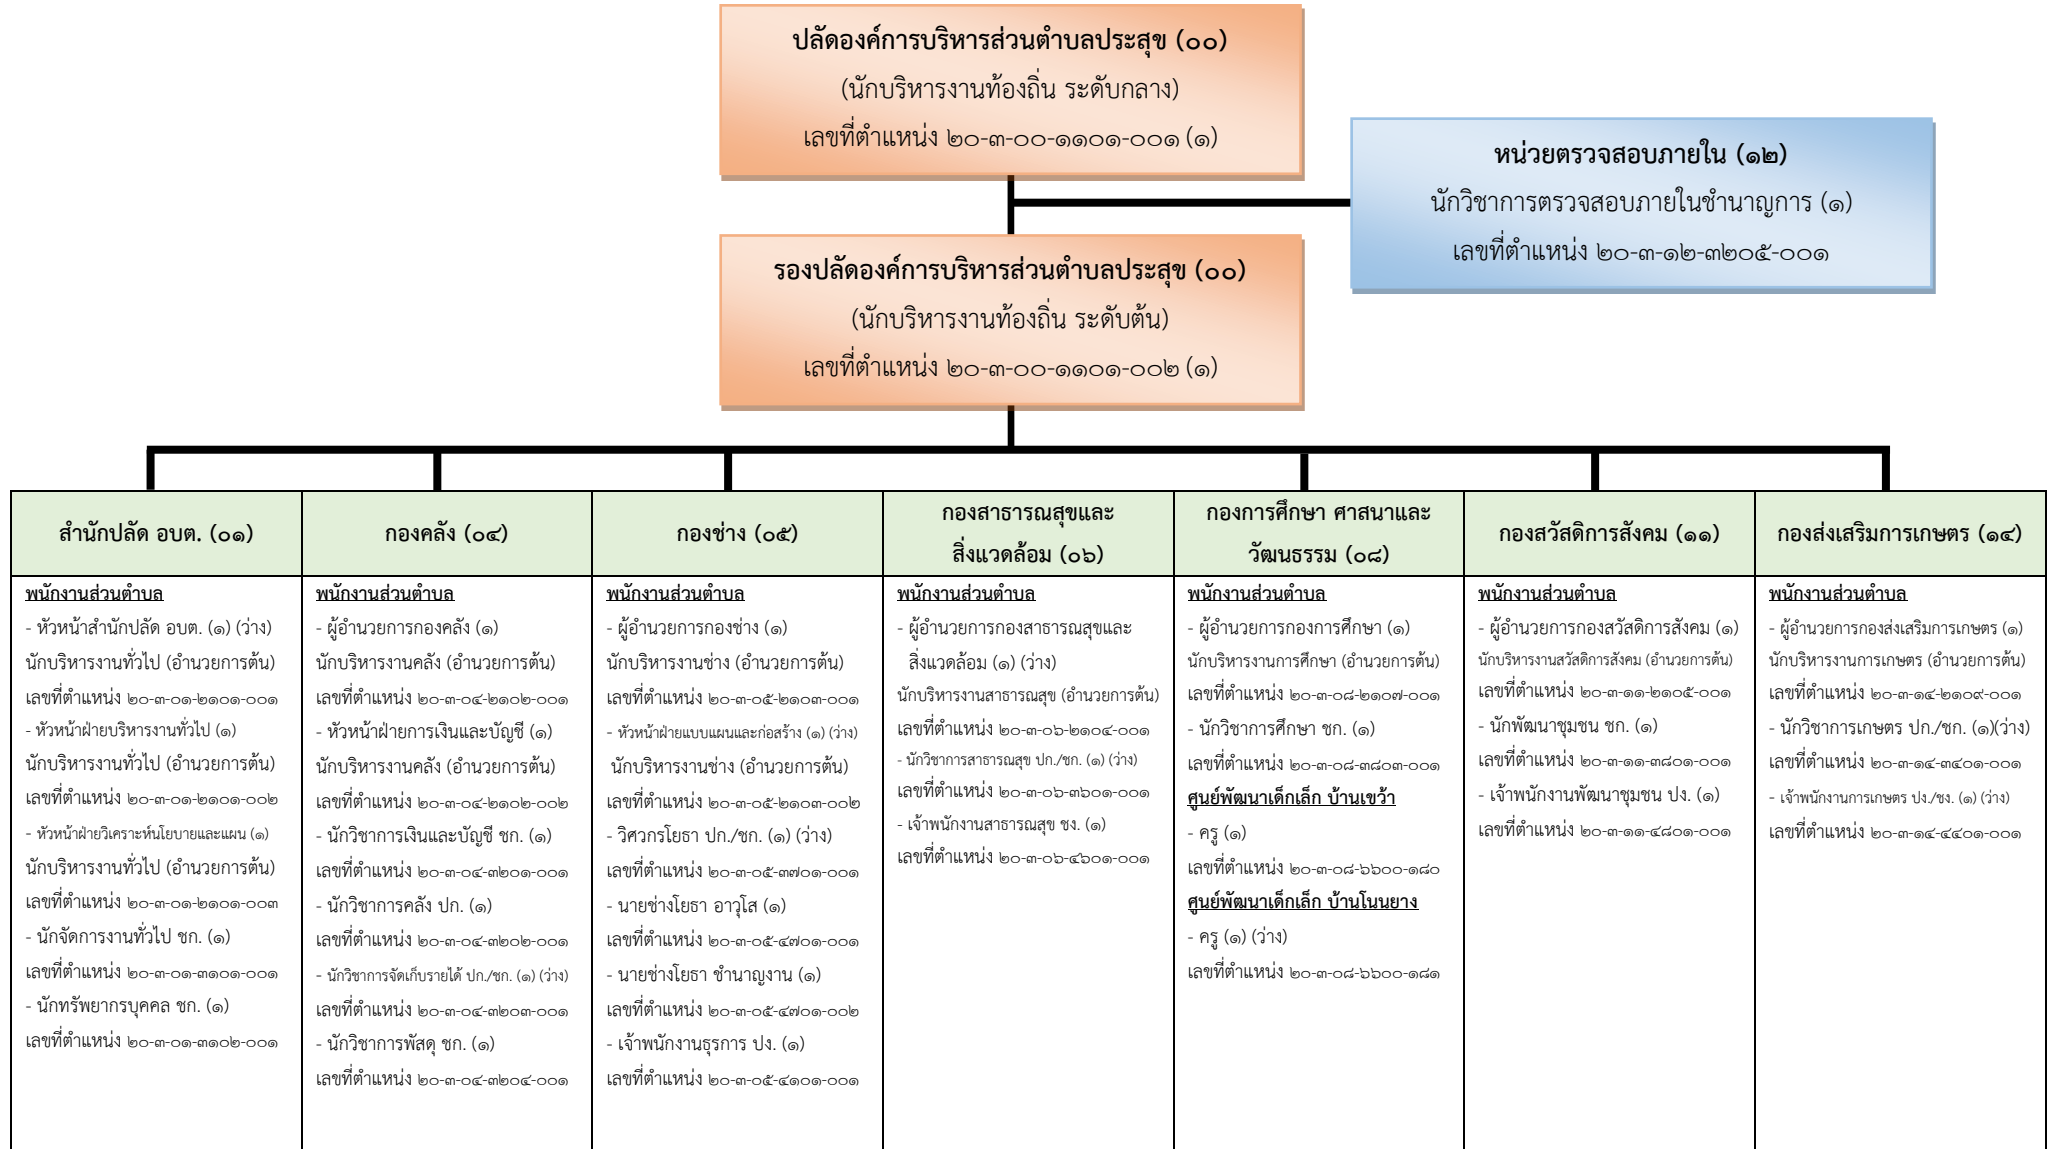 ปลัดองค์การบริหารส่วนตำบลประสุข (๐๐)
(นักบริหารงานท้องถิ่น ระดับกลาง)
เลขที่ตำแหน่ง ๒๐-๓-๐๐-๑๑๐๑-๐๐๑ (๑)
หน่วยตรวจสอบภายใน (๑๒)
นักวิชาการตรวจสอบภายในชำนาญการ (๑)
เลขที่ตำแหน่ง ๒๐-๓-๑๒-๓๒๐๕-๐๐๑
รองปลัดองค์การบริหารส่วนตำบลประสุข (๐๐)
(นักบริหารงานท้องถิ่น ระดับต้น)
เลขที่ตำแหน่ง ๒๐-๓-๐๐-๑๑๐๑-๐๐๒ (๑)
สำนักปลัด อบต. (๐๑)
พนักงานส่วนตำบล
- หัวหน้าสำนักปลัด อบต. (๑) (ว่าง)
นักบริหารงานทั่วไป (อำนวยการต้น)
เลขที่ตำแหน่ง ๒๐-๓-๐๑-๒๑๐๑-๐๐๑
- หัวหน้าฝ่ายบริหารงานทั่วไป (๑)
นักบริหารงานทั่วไป (อำนวยการต้น)
เลขที่ตำแหน่ง ๒๐-๓-๐๑-๒๑๐๑-๐๐๒
- หัวหน้าฝ่ายวิเคราะห์นโยบายและแผน (๑)
นักบริหารงานทั่วไป (อำนวยการต้น)
เลขที่ตำแหน่ง ๒๐-๓-๐๑-๒๑๐๑-๐๐๓
- นักจัดการงานทั่วไป ชก. (๑)
เลขที่ตำแหน่ง ๒๐-๓-๐๑-๓๑๐๑-๐๐๑
- นักทรัพยากรบุคคล ชก. (๑)
เลขที่ตำแหน่ง ๒๐-๓-๐๑-๓๑๐๒-๐๐๑
กองคลัง (๐๔)
พนักงานส่วนตำบล
- ผู้อำนวยการกองคลัง (๑)
นักบริหารงานคลัง (อำนวยการต้น)
เลขที่ตำแหน่ง ๒๐-๓-๐๔-๒๑๐๒-๐๐๑
- หัวหน้าฝ่ายการเงินและบัญชี (๑)
นักบริหารงานคลัง (อำนวยการต้น)
เลขที่ตำแหน่ง ๒๐-๓-๐๔-๒๑๐๒-๐๐๒
- นักวิชาการเงินและบัญชี ชก. (๑)
เลขที่ตำแหน่ง ๒๐-๓-๐๔-๓๒๐๑-๐๐๑
- นักวิชาการคลัง ปก. (๑)
เลขที่ตำแหน่ง ๒๐-๓-๐๔-๓๒๐๒-๐๐๑
- นักวิชาการจัดเก็บรายได้ ปก./ชก. (๑) (ว่าง)
เลขที่ตำแหน่ง ๒๐-๓-๐๔-๓๒๐๓-๐๐๑
- นักวิชาการพัสดุ ชก. (๑)
เลขที่ตำแหน่ง ๒๐-๓-๐๔-๓๒๐๔-๐๐๑
กองช่าง (๐๕)
พนักงานส่วนตำบล
- ผู้อำนวยการกองช่าง (๑)
นักบริหารงานช่าง (อำนวยการต้น)
เลขที่ตำแหน่ง ๒๐-๓-๐๕-๒๑๐๓-๐๐๑
- หัวหน้าฝ่ายแบบแผนและก่อสร้าง (๑) (ว่าง)
นักบริหารงานช่าง (อำนวยการต้น)
เลขที่ตำแหน่ง ๒๐-๓-๐๕-๒๑๐๓-๐๐๒
- วิศวกรโยธา ปก./ชก. (๑) (ว่าง)
เลขที่ตำแหน่ง ๒๐-๓-๐๕-๓๗๐๑-๐๐๑
- นายช่างโยธา อาวุโส (๑)
เลขที่ตำแหน่ง ๒๐-๓-๐๕-๔๗๐๑-๐๐๑
- นายช่างโยธา ชำนาญงาน (๑)
เลขที่ตำแหน่ง ๒๐-๓-๐๕-๔๗๐๑-๐๐๒
- เจ้าพนักงานธุรการ ปง. (๑)
เลขที่ตำแหน่ง ๒๐-๓-๐๕-๔๑๐๑-๐๐๑
กองสาธารณสุขและ
สิ่งแวดล้อม (๐๖)
พนักงานส่วนตำบล
- ผู้อำนวยการกองสาธารณสุขและ
สิ่งแวดล้อม (๑) (ว่าง)
นักบริหารงานสาธารณสุข (อำนวยการต้น)
เลขที่ตำแหน่ง ๒๐-๓-๐๖-๒๑๐๔-๐๐๑
- นักวิชาการสาธารณสุข ปก./ชก. (๑) (ว่าง)
เลขที่ตำแหน่ง ๒๐-๓-๐๖-๓๖๐๑-๐๐๑
- เจ้าพนักงานสาธารณสุข ชง. (๑)
เลขที่ตำแหน่ง ๒๐-๓-๐๖-๔๖๐๑-๐๐๑
กองการศึกษา ศาสนาและ
วัฒนธรรม (๐๘)
พนักงานส่วนตำบล
- ผู้อำนวยการกองการศึกษา (๑)
นักบริหารงานการศึกษา (อำนวยการต้น)
เลขที่ตำแหน่ง ๒๐-๓-๐๘-๒๑๐๗-๐๐๑
- นักวิชาการศึกษา ชก. (๑)
เลขที่ตำแหน่ง ๒๐-๓-๐๘-๓๘๐๓-๐๐๑
ศูนย์พัฒนาเด็กเล็ก บ้านเขว้า
- ครู (๑)
เลขที่ตำแหน่ง ๒๐-๓-๐๘-๖๖๐๐-๑๘๐
ศูนย์พัฒนาเด็กเล็ก บ้านโนนยาง
- ครู (๑) (ว่าง)
เลขที่ตำแหน่ง ๒๐-๓-๐๘-๖๖๐๐-๑๘๑
กองสวัสดิการสังคม (๑๑)
พนักงานส่วนตำบล
- ผู้อำนวยการกองสวัสดิการสังคม (๑)
นักบริหารงานสวัสดิการสังคม (อำนวยการต้น)
เลขที่ตำแหน่ง ๒๐-๓-๑๑-๒๑๐๕-๐๐๑
- นักพัฒนาชุมชน ชก. (๑)
เลขที่ตำแหน่ง ๒๐-๓-๑๑-๓๘๐๑-๐๐๑
- เจ้าพนักงานพัฒนาชุมชน ปง. (๑)
เลขที่ตำแหน่ง ๒๐-๓-๑๑-๔๘๐๑-๐๐๑
กองส่งเสริมการเกษตร (๑๔)
พนักงานส่วนตำบล
- ผู้อำนวยการกองส่งเสริมการเกษตร (๑)
นักบริหารงานการเกษตร (อำนวยการต้น)
เลขที่ตำแหน่ง ๒๐-๓-๑๔-๒๑๐๙-๐๐๑
- นักวิชาการเกษตร ปก./ชก. (๑)(ว่าง)
เลขที่ตำแหน่ง ๒๐-๓-๑๔-๓๔๐๑-๐๐๑
- เจ้าพนักงานการเกษตร ปง./ชง. (๑) (ว่าง)
เลขที่ตำแหน่ง ๒๐-๓-๑๔-๔๔๐๑-๐๐๑